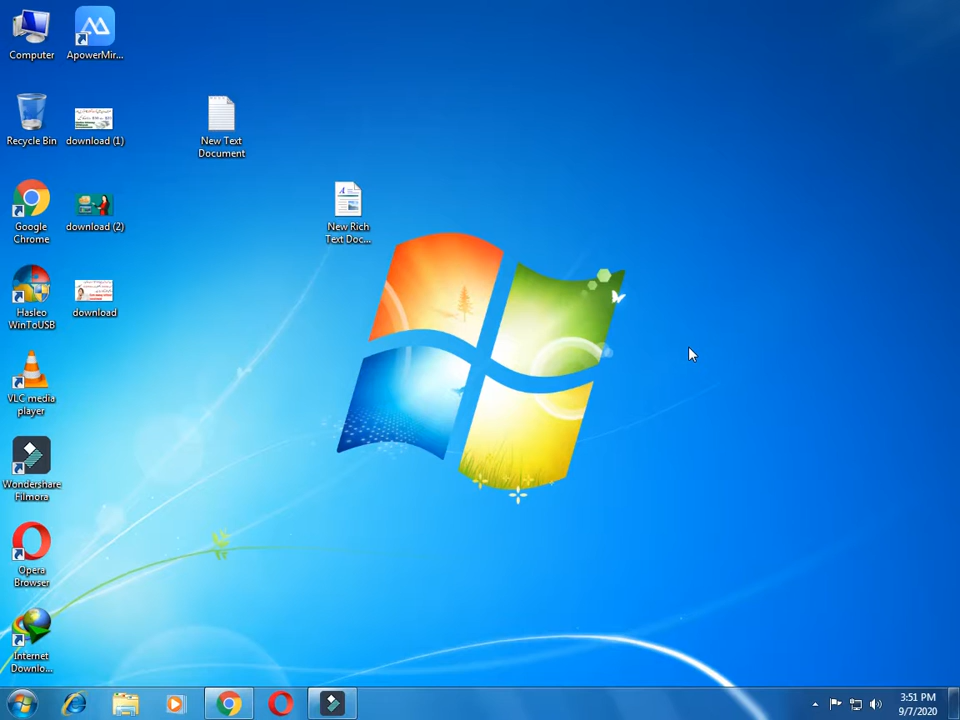 Computer
ApowerMir...
Recycle Bin
download (1)
New Text
Document
Google
Chrome
download (2)
New Rich
Text Doc...
Hasleo
WinToUSB
download
VLC media
player
Wondershare
Filmora
Opera
Browser
Internet
Downlo...
3:51 PM
9/7/2020